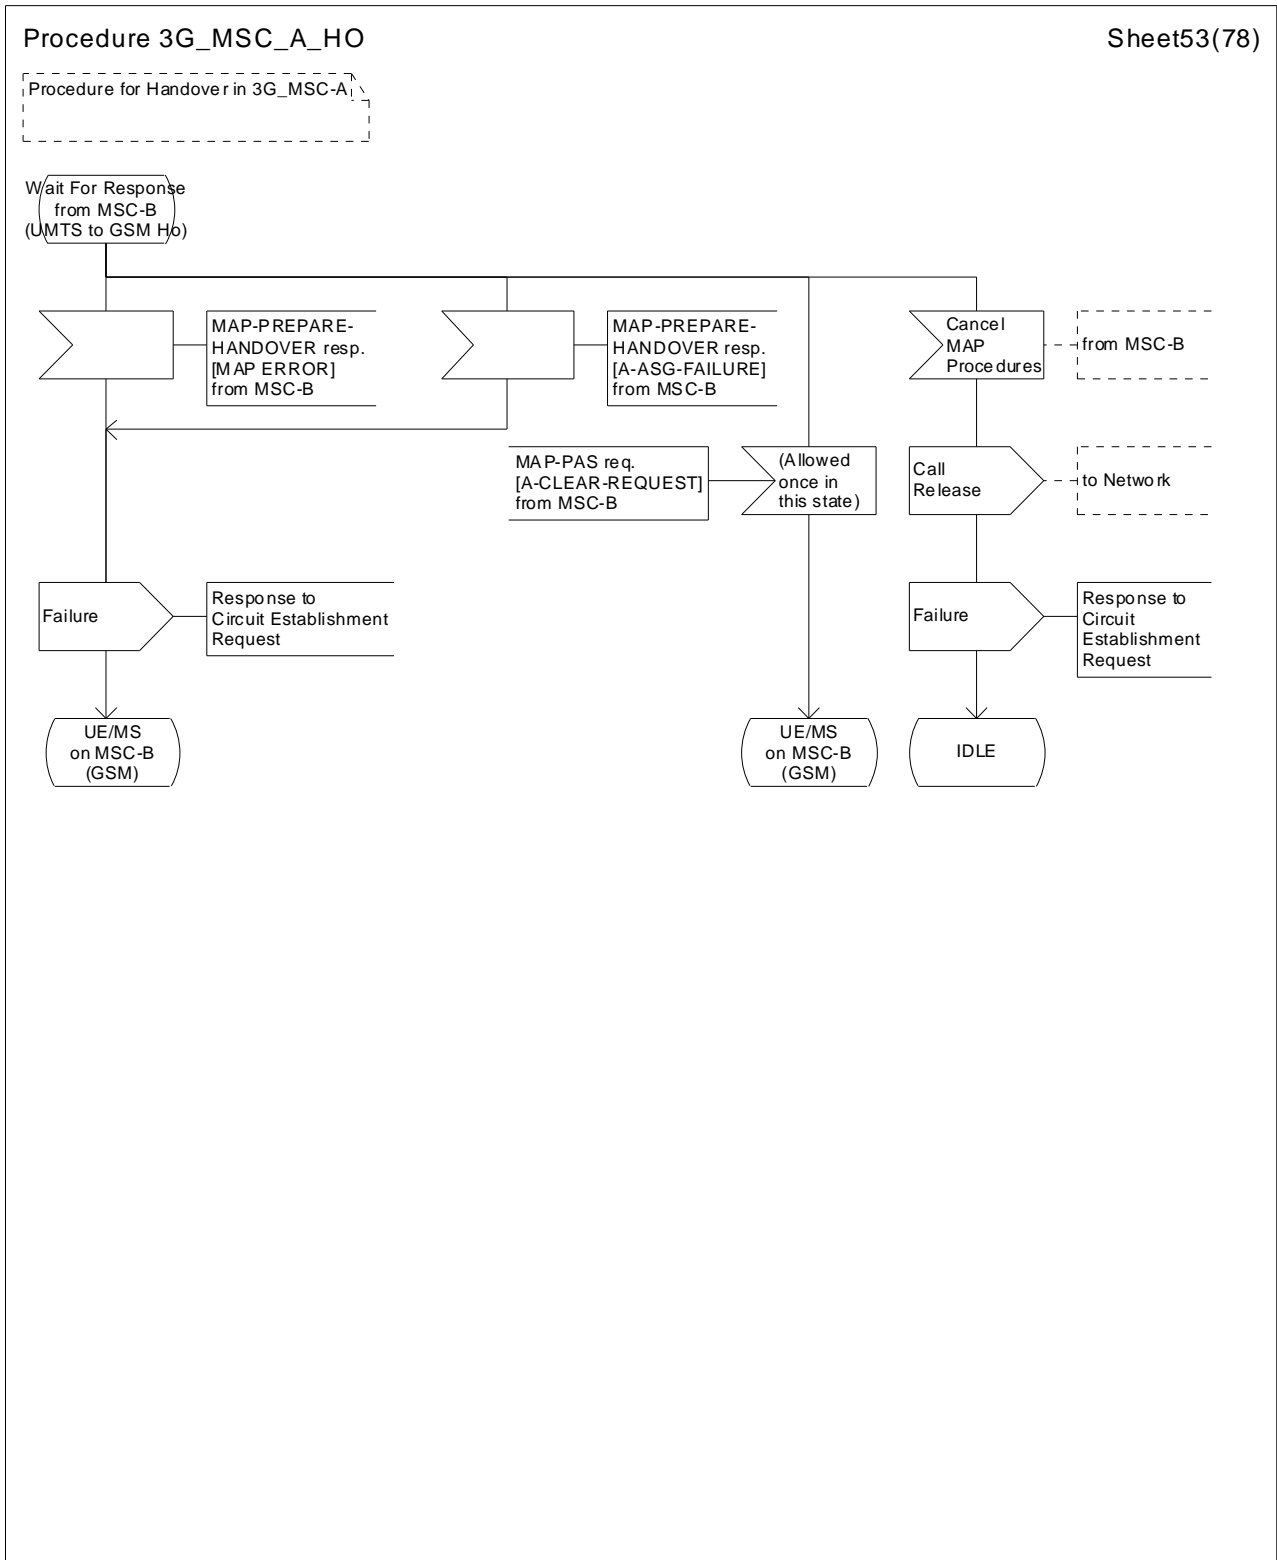 Procedure 3G_MSC_A_HO
Sheet53(78)
Procedure for Handover in 3G_MSC-A
Wait For Response
from MSC-B
(UMTS to GSM Ho)
MAP-PREPARE-
HANDOVER resp.
[MAP ERROR]
from MSC-B
MAP-PREPARE-
HANDOVER resp.
[A-ASG-FAILURE]
from MSC-B
Cancel
MAP
Procedures
from MSC-B
MAP-PAS req.
[A-CLEAR-REQUEST]
from MSC-B
(Allowed
once in
this state)
Call
Release
to Network
Failure
Response to
Circuit Establishment
Request
Failure
Response to
Circuit
Establishment
Request
UE/MS
on MSC-B
(GSM)
UE/MS
on MSC-B
(GSM)
IDLE